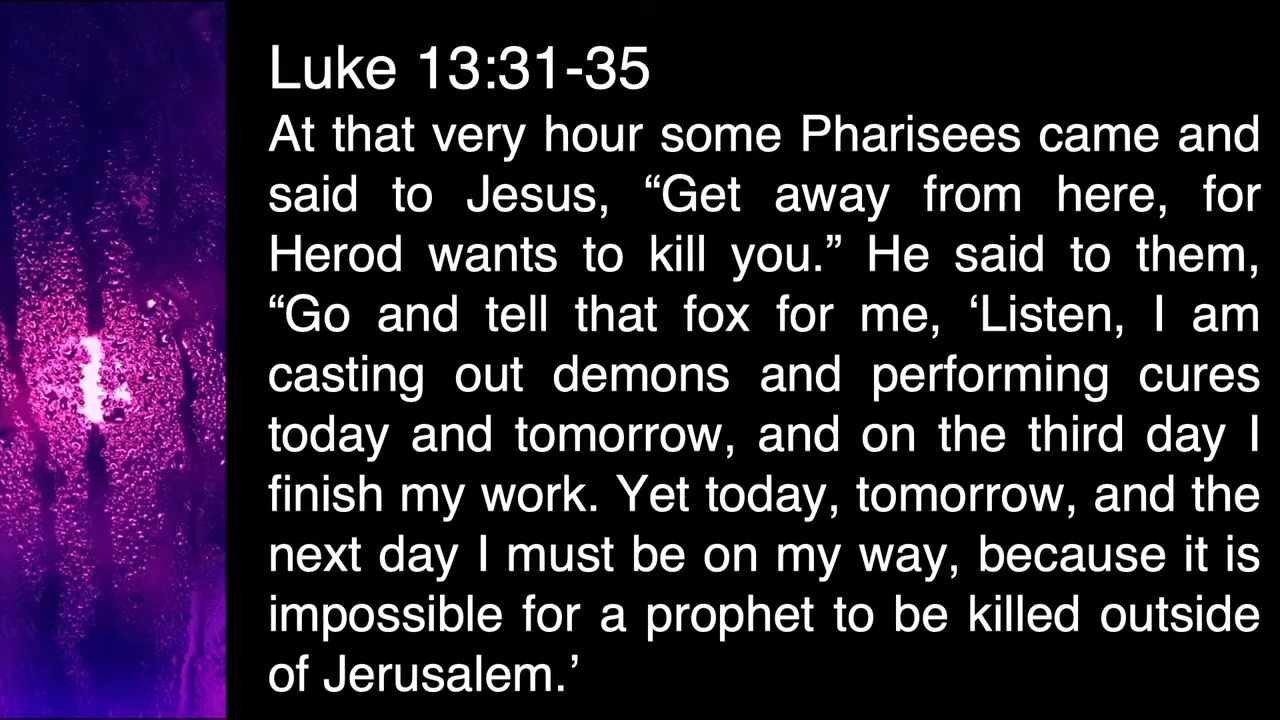 Luke 13:31-35
At that very hour some Pharisees came and
said to Jesus, “Get away from here, for
Herod wants to kill you.” He said to them,
“Go and tell that fox for me, ‘Listen, I am
casting out demons and performing cures
today and tomorrow, and on the third day I
finish my work. Yet today, tomorrow, and the
next day I must be on my way, because it is
impossible for a prophet to be killed outside
of Jerusalem.’